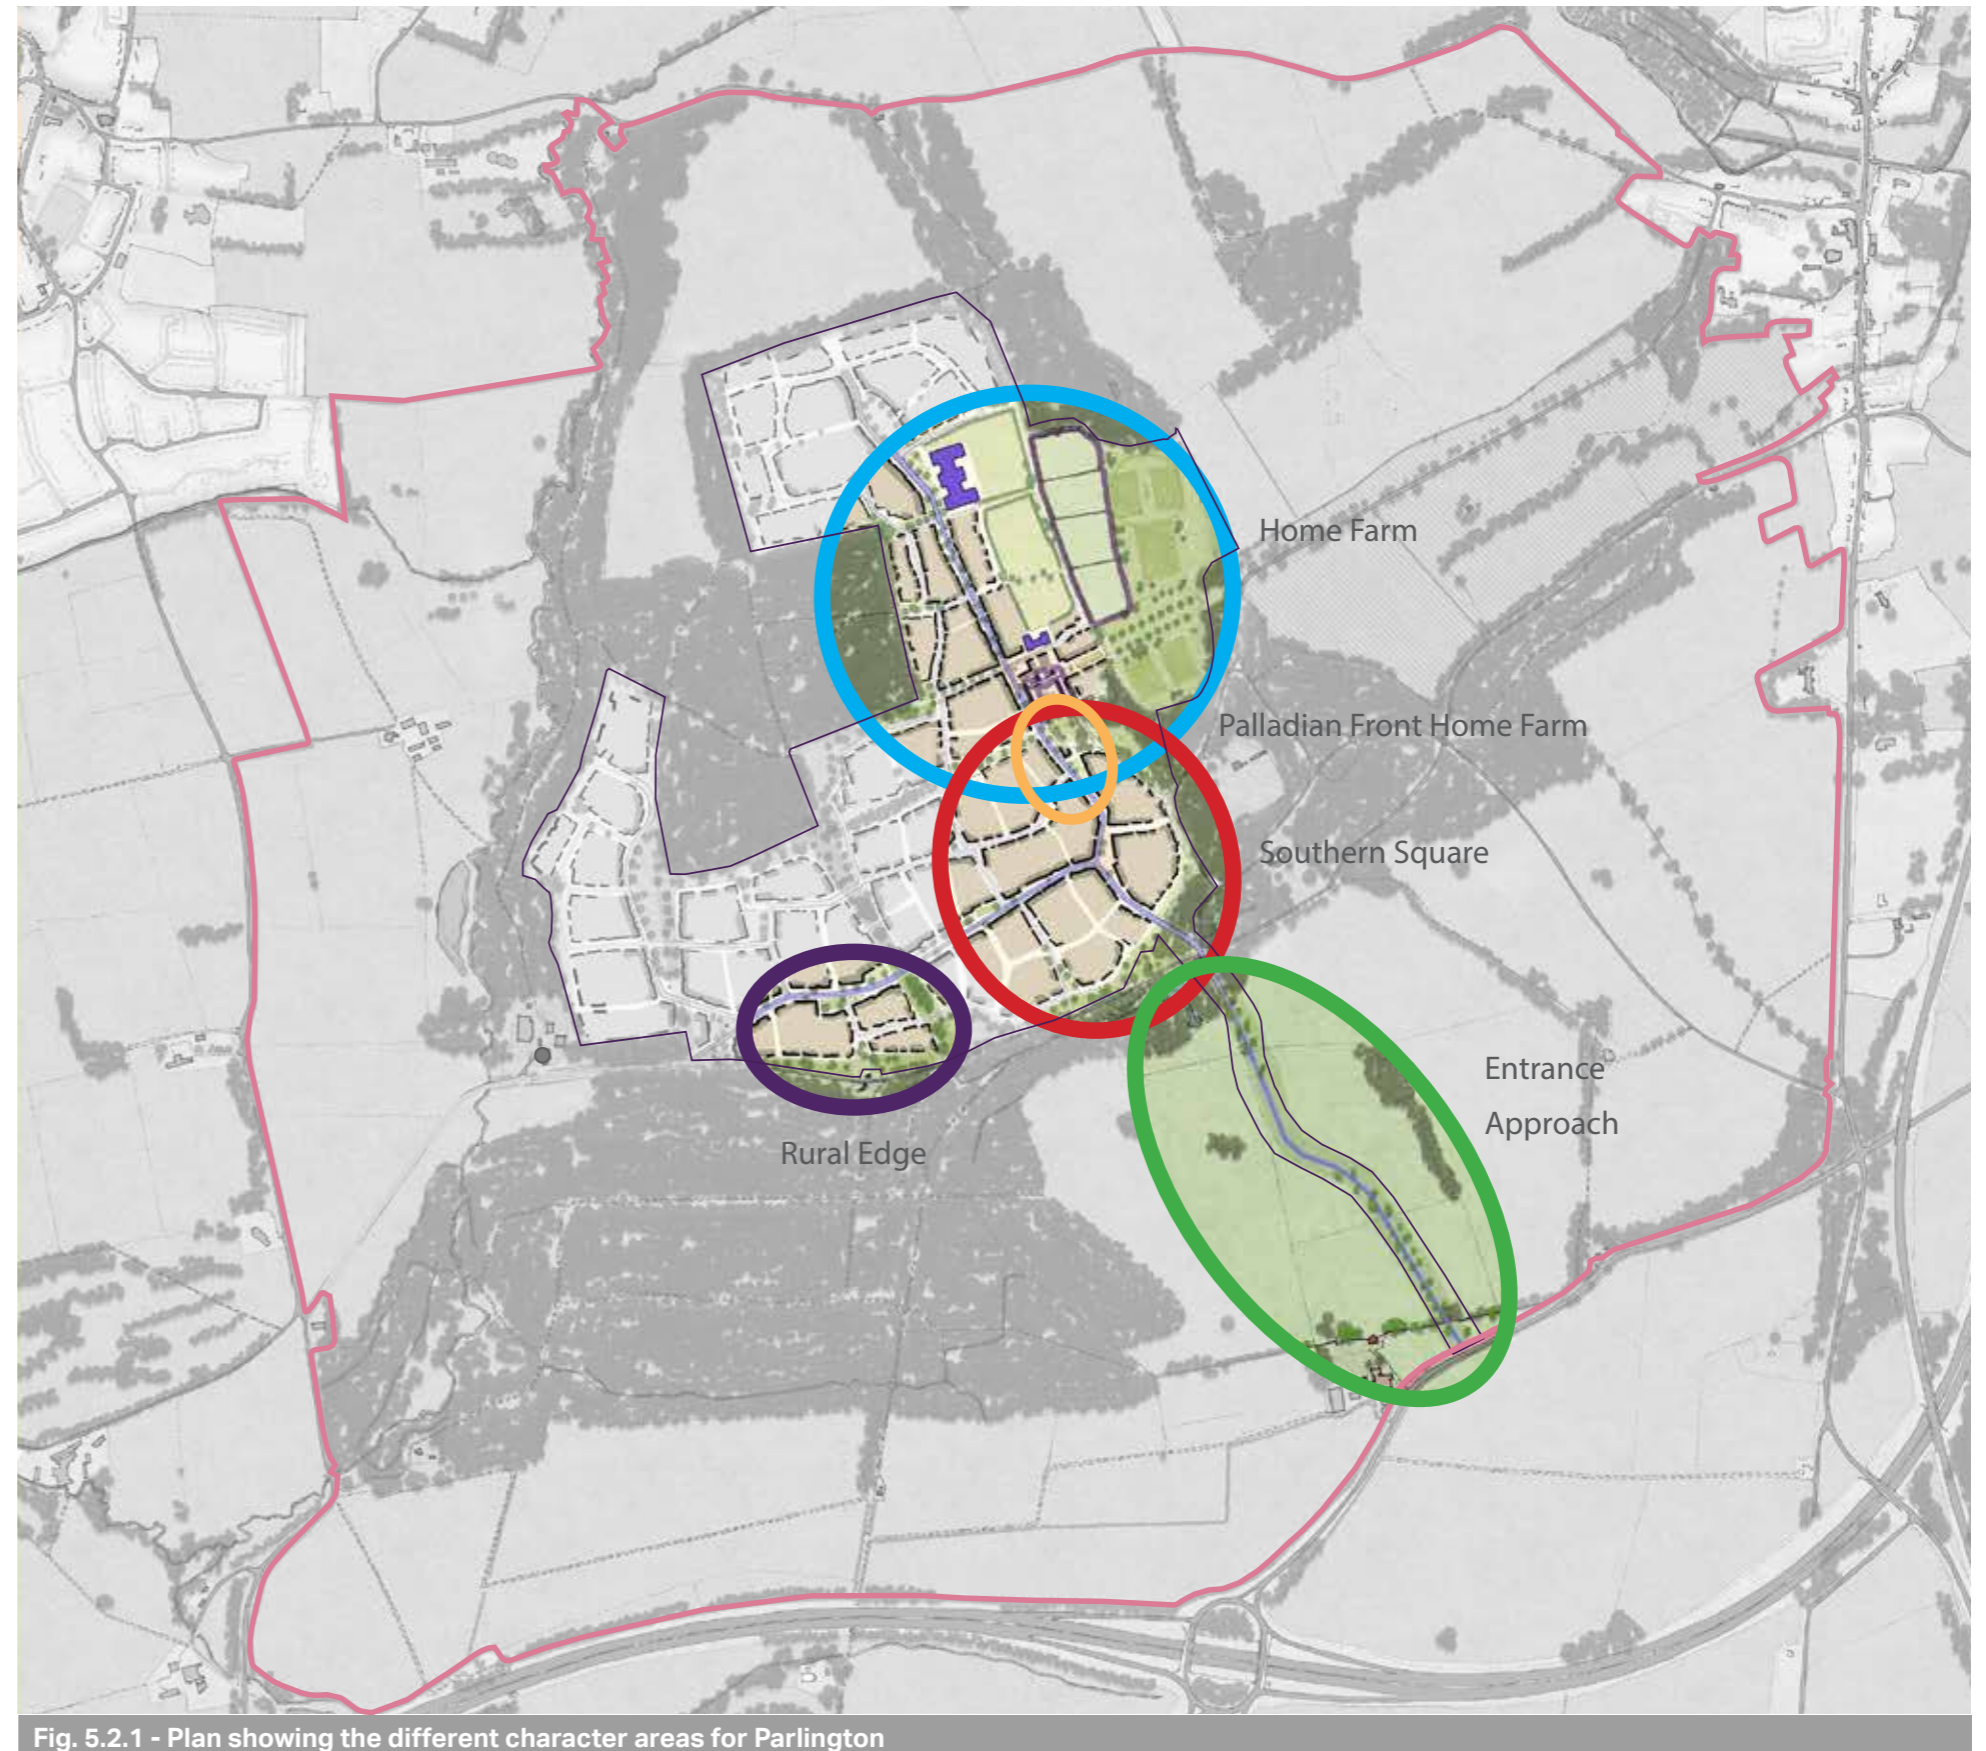 Home Farm
Palladian Front Home Farm
Southern Square
Entrance
Approach
Rural Edge
Fig. 5.2.1 - Plan showing the different character areas for Parlington